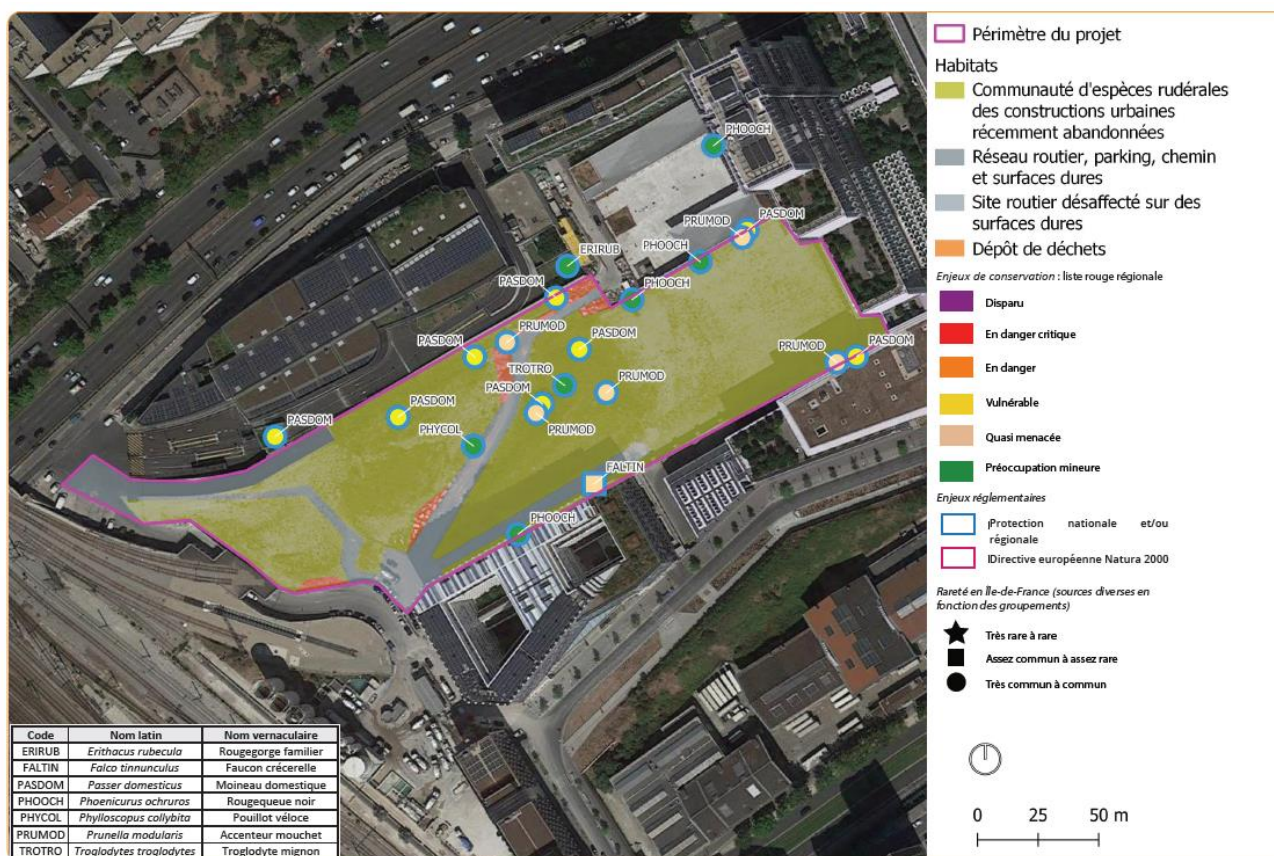 PHOOCH
PASDOM
PRUMOD
PHOOCH
ERIRUB
PHOOCH
PASDOM
PRUMOD
PASDOM
PASDOM
PRUMOD
PASDOM
TROTRO
PRUMOD
PASDOM
PASDOM
PRUMOD
PASDOM
PHYCOL
FALTIN
PHOOCH
Code Nom latin Nom vernaculaire
ERIRUB Erithacus rubecula Rougegorge familier
FALTIN Falco tinnunculus Faucon crécerelle
PASDOM Passer domesticus Moineau domestique
PHOOCH Phoenicurus ochruros Rougequeue noir
PHYCOL Phylloscopus collybita Pouillot véloce
PRUMOD Prunella modularis Accenteur mouchet
TROTRO Troglodytes troglodytes Troglodyte mignon
Périmètre du projet
Habitats
Communauté d'espèces rudérales
des constructions urbaines
récemment abandonnées
Réseau routier, parking, chemin
et surfaces dures
Site routier désaffecté sur des
surfaces dures
Dépôt de déchets
Enjeux de conservation : liste rouge régionale
Disparu
En danger critique
En danger
Vulnérable
Quasi menacée
Préoccupation mineure
Enjeux réglementaires
Protection nationale et/ou
régionale
Directive européenne Natura 2000
Rareté en Île-de-France (sources diverses en
fonction des groupements)
Très rare à rare
Assez commun à assez rare
Très commun à commun
0 25 50 m